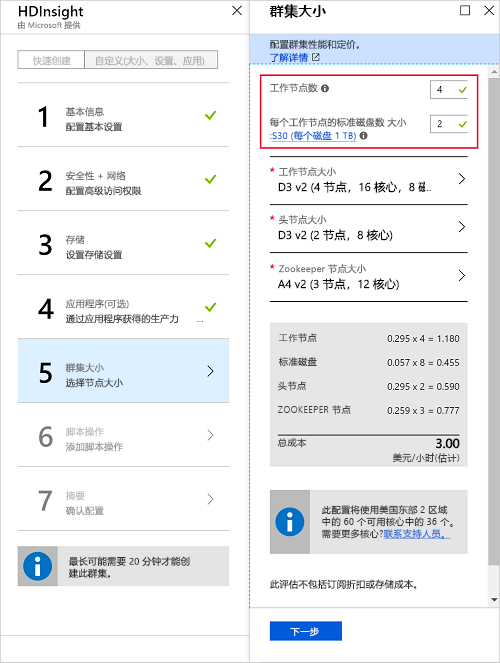 HDInsight
由 Microsoft 提供
快速创建
自定义(大小、设置、应用)
1
基本信息
配置基本设置
2
安全性 + 网络
配置高级访问权限
3
存储
设置存储设置
4
应用程序(可选)
通过应用程序获得的生产力 ...
5
群集大小
选择节点大小
6
脚本操作
添加脚本操作
7
摘要
确认配置
最长可能需要 20 分钟才能创
建此群集。
群集大小
配置群集性能和定价。
了解详情
工作节点数
4
每个工作节点的标准磁盘数 大小
:S30 (每个磁盘 1 TB)
2
* 工作节点大小
D3 v2 (4 节点，16 核心，8 磁..
* 头节点大小
D3 v2 (2 节点，8 核心)
* Zookeeper 节点大小
A4 v2 (3 节点，12 核心)
工作节点 0.295 x 4 = 1.180
标准磁盘 0.057 x 8 = 0.455
头节点 0.295 x 2 = 0.590
ZOOKEEPER 节点 0.259 x 3 = 0.777
总成本 3.00
美元/小时(估计)
此配置将使用美国东部 2 区域
中的 60 个可用核心中的 36 个。
需要更多核心?联系支持人员。
此评估不包括订阅折扣或存储成本。
下一步